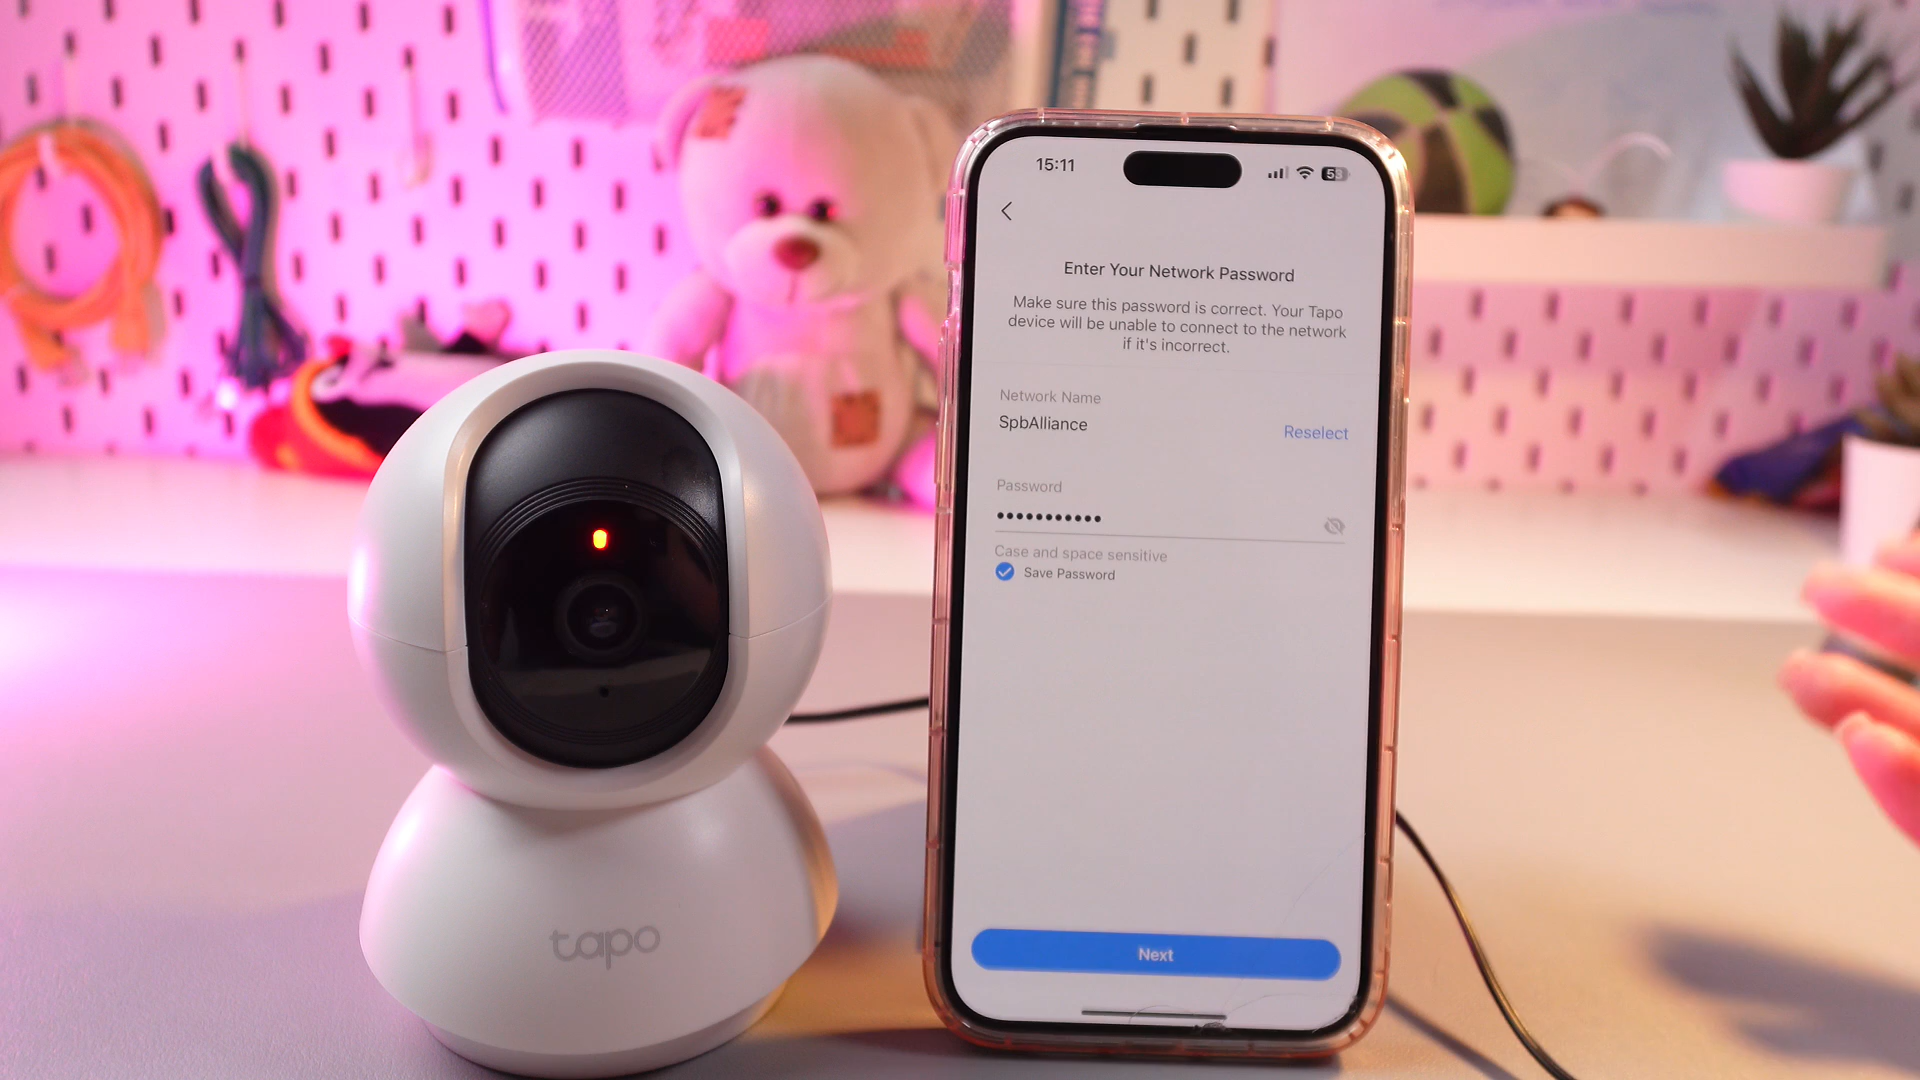 15:11
53
Enter Your Network Password
Make sure this password is correct. Your Tapo
device will be unable to connect to the network
if it's incorrect.
Network Name
SpbAlliance
Reselect
Password
•••••••••••
Case and space sensitive
Save Password
Next
tapo